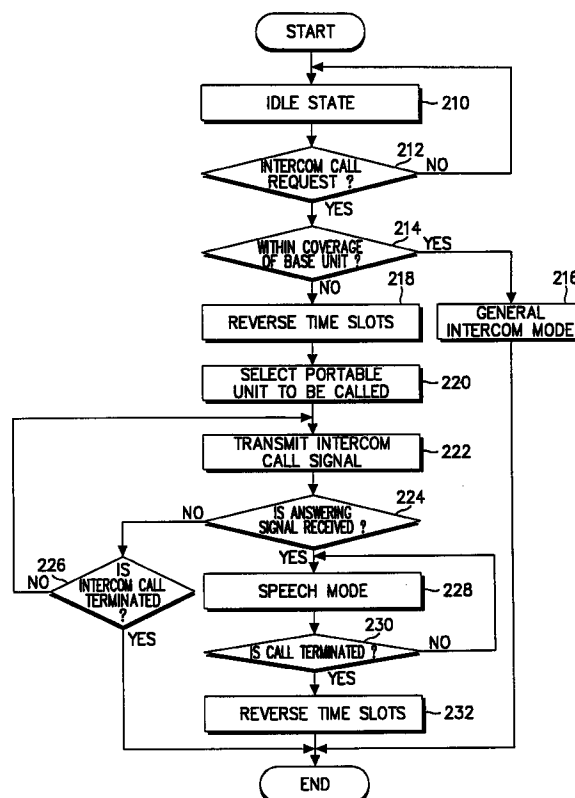 START
IDLE STATE
210
INTERCOM CALL
REQUEST ?
212
NO
YES
WITHIN COVERAGE
OF BASE UNIT ?
214
YES
NO
218
REVERSE TIME SLOTS
216
GENERAL
INTERCOM MODE
SELECT PORTABLE
UNIT TO BE CALLED
220
TRANSMIT INTERCOM
CALL SIGNAL
222
NO
IS ANSWERING
SIGNAL RECEIVED ?
224
YES
226
NO
IS
INTERCOM CALL
TERMINATED
?
YES
SPEECH MODE
228
230
IS CALL TERMINATED ?
NO
YES
REVERSE TIME SLOTS
232
END